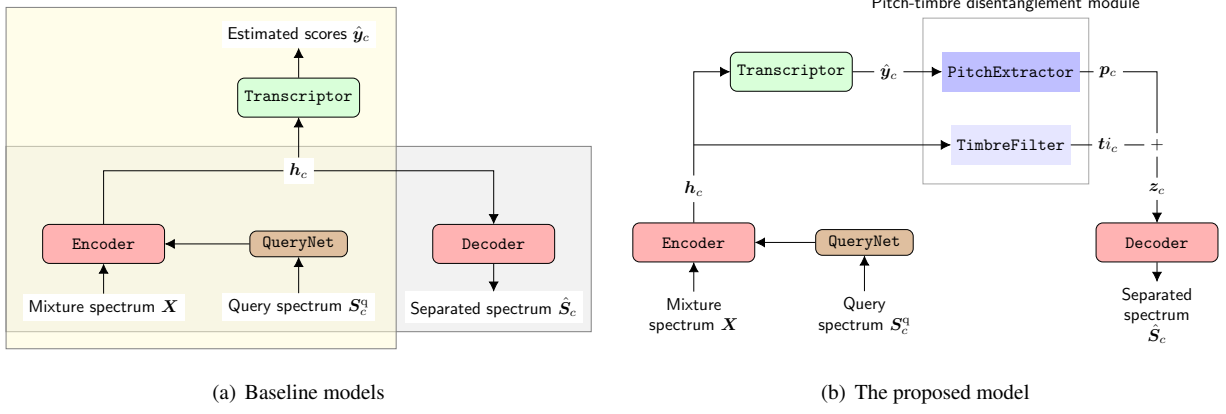 Estimated scores ŷ_c
Transcriptor
h_c
Encoder
QueryNet
Decoder
Mixture spectrum X
Query spectrum S_c^q
Separated spectrum Ŝ_c
(a) Baseline models
Pitch-timbre disentanglement module
Transcriptor
ŷ_c
PitchExtractor
p_c
TimbreFilter
ti_c
+
h_c
z_c
Encoder
QueryNet
Decoder
Mixture
spectrum X
Query
spectrum S_c^q
Separated
spectrum
Ŝ_c
(b) The proposed model